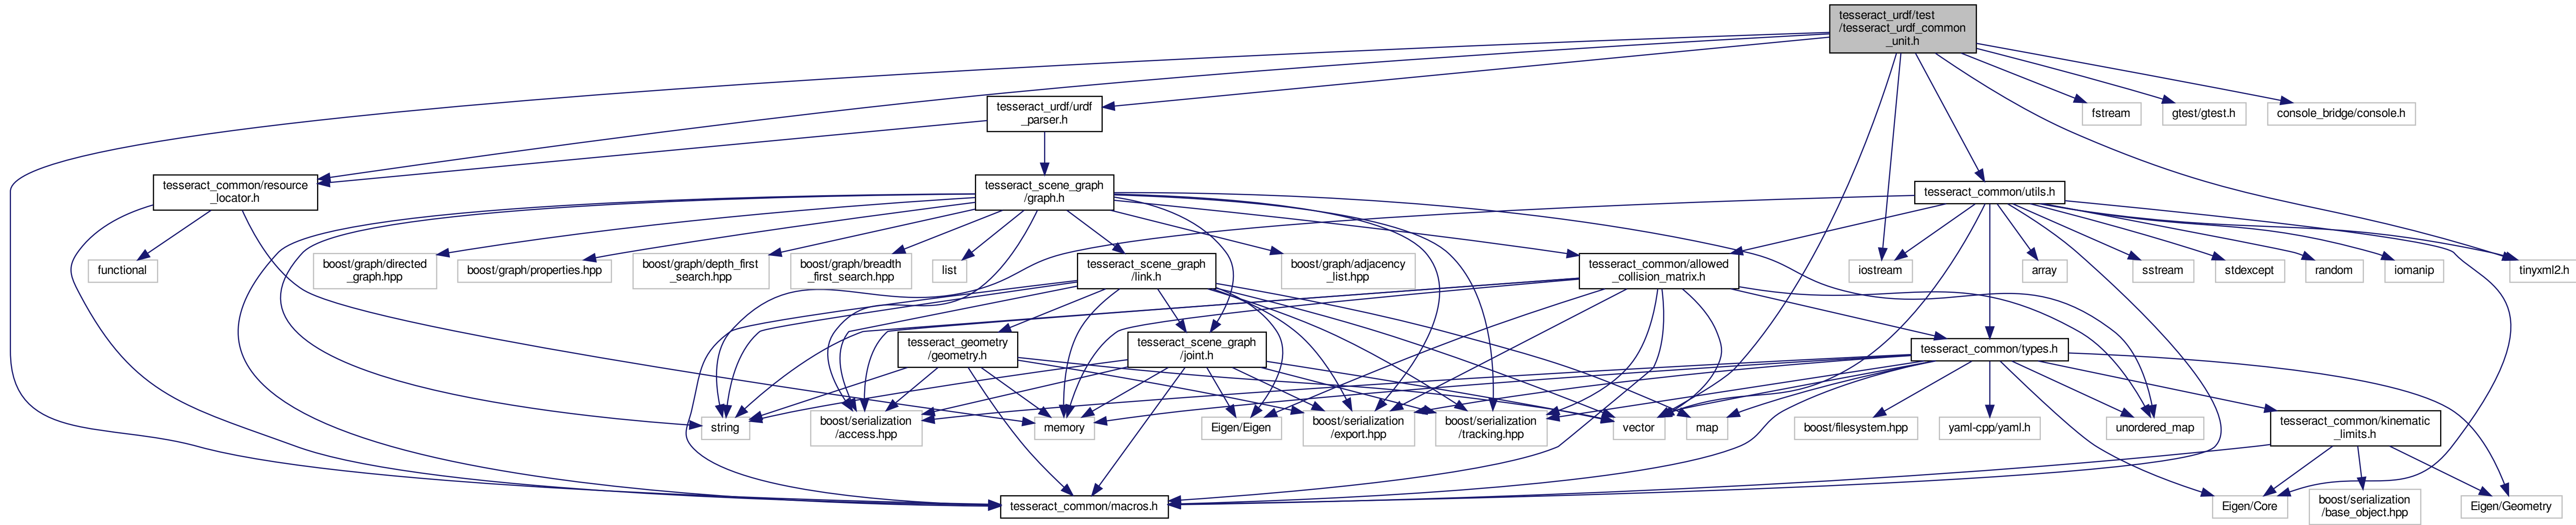 tesseract_urdf/test
/tesseract_urdf_common
_unit.h
tesseract_urdf/urdf
_parser.h
fstream
gtest/gtest.h
console_bridge/console.h
tesseract_common/resource
_locator.h
tesseract_scene_graph
/graph.h
tesseract_common/utils.h
functional
boost/graph/directed
_graph.hpp
boost/graph/properties.hpp
boost/graph/depth_first
_search.hpp
boost/graph/breadth
_first_search.hpp
list
tesseract_scene_graph
/link.h
boost/graph/adjacency
_list.hpp
tesseract_common/allowed
_collision_matrix.h
iostream
array
sstream
stdexcept
random
iomanip
tinyxml2.h
tesseract_geometry
/geometry.h
tesseract_scene_graph
/joint.h
tesseract_common/types.h
string
boost/serialization
/access.hpp
memory
Eigen/Eigen
boost/serialization
/export.hpp
boost/serialization
/tracking.hpp
vector
map
boost/filesystem.hpp
yaml-cpp/yaml.h
unordered_map
tesseract_common/kinematic
_limits.h
tesseract_common/macros.h
Eigen/Core
boost/serialization
/base_object.hpp
Eigen/Geometry